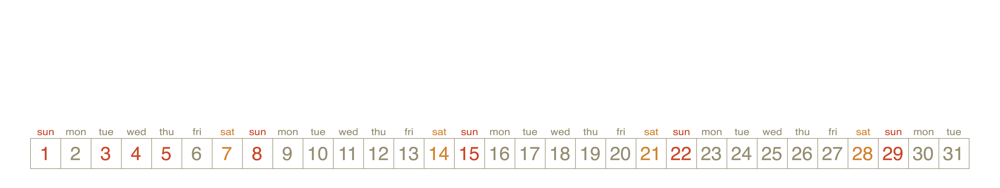 sun mon tue wed thu fri sat sun mon tue wed thu fri sat sun mon tue wed thu fri sat sun mon tue wed thu fri sat sun mon tue
1 2 3 4 5 6 7 8 9 10 11 12 13 14 15 16 17 18 19 20 21 22 23 24 25 26 27 28 29 30 31